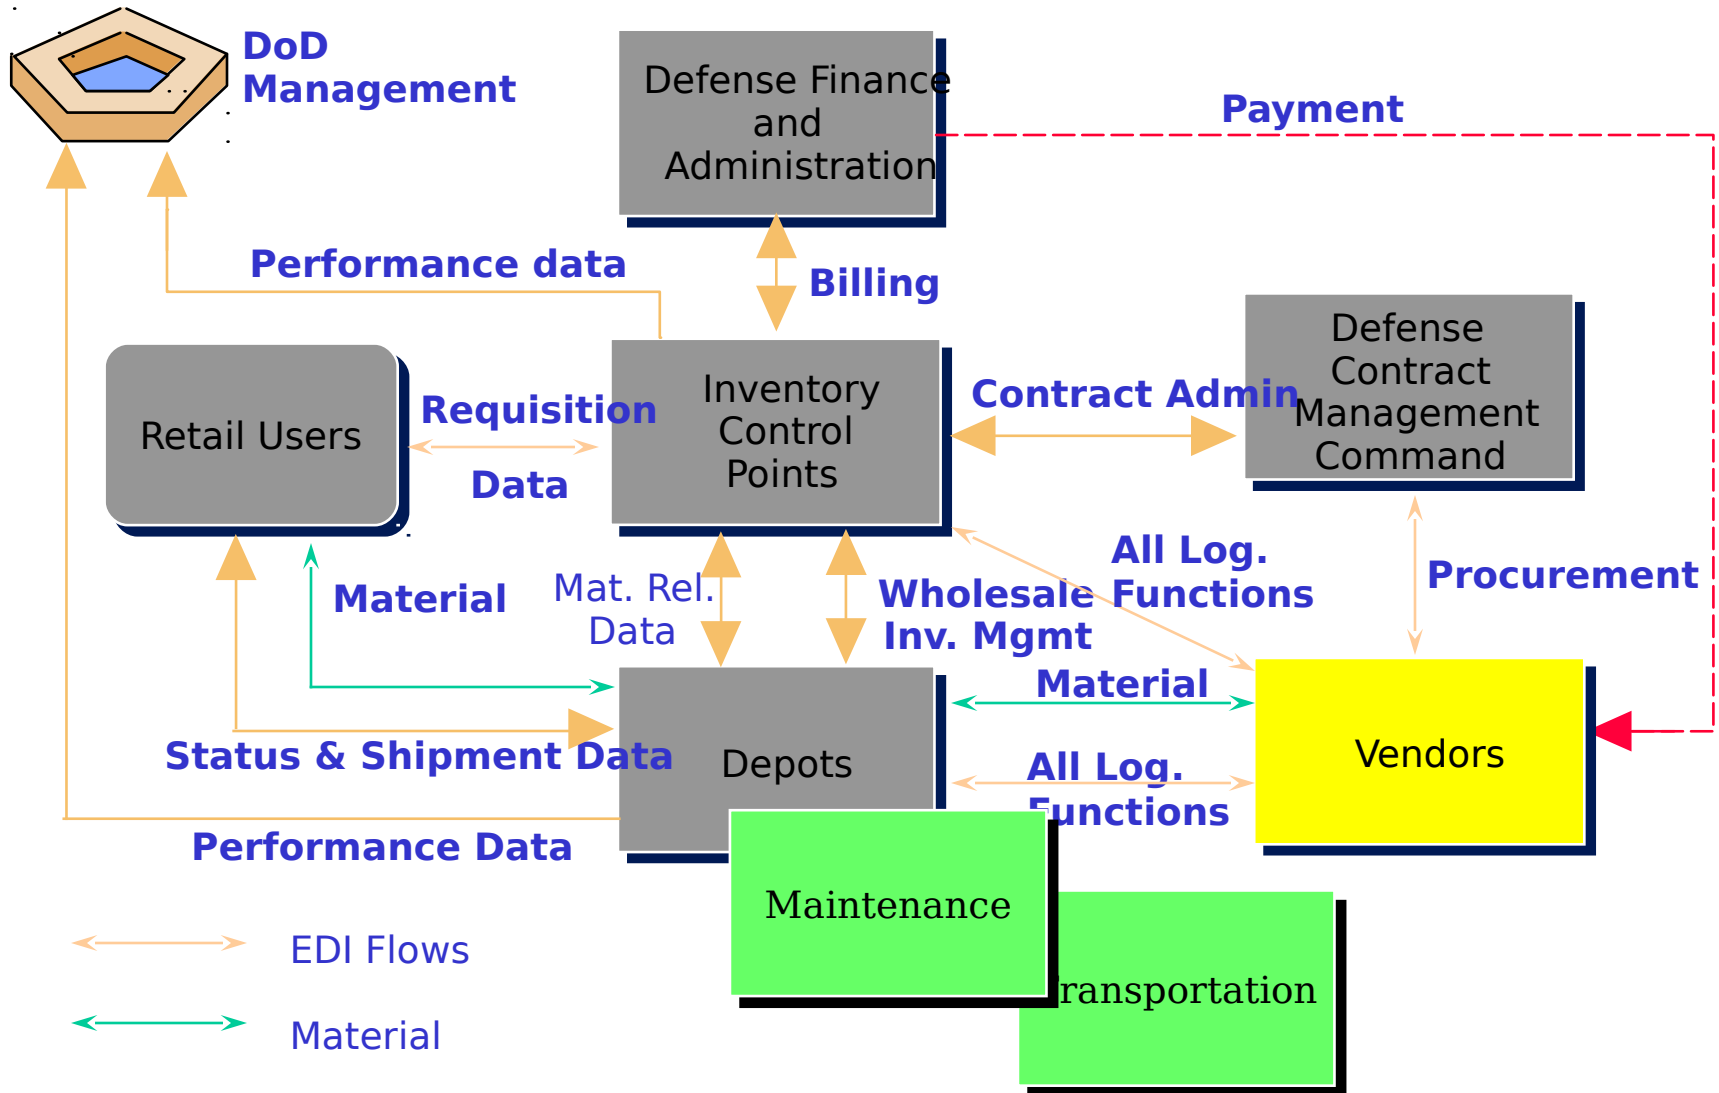 DoD
Management
Defense Finance
and
Administration
Payment
Performance data
Billing
Defense
Contract
Management
Command
Contract Admin
Inventory
Control
Points
Requisition
Data
Retail Users
All Log.
Functions
Procurement
Material
Mat. Rel.
Data
Wholesale
Inv. Mgmt
Material
Status & Shipment Data
Depots
Vendors
All Log.
Functions
Performance Data
Maintenance
ransportation
EDI Flows
Material